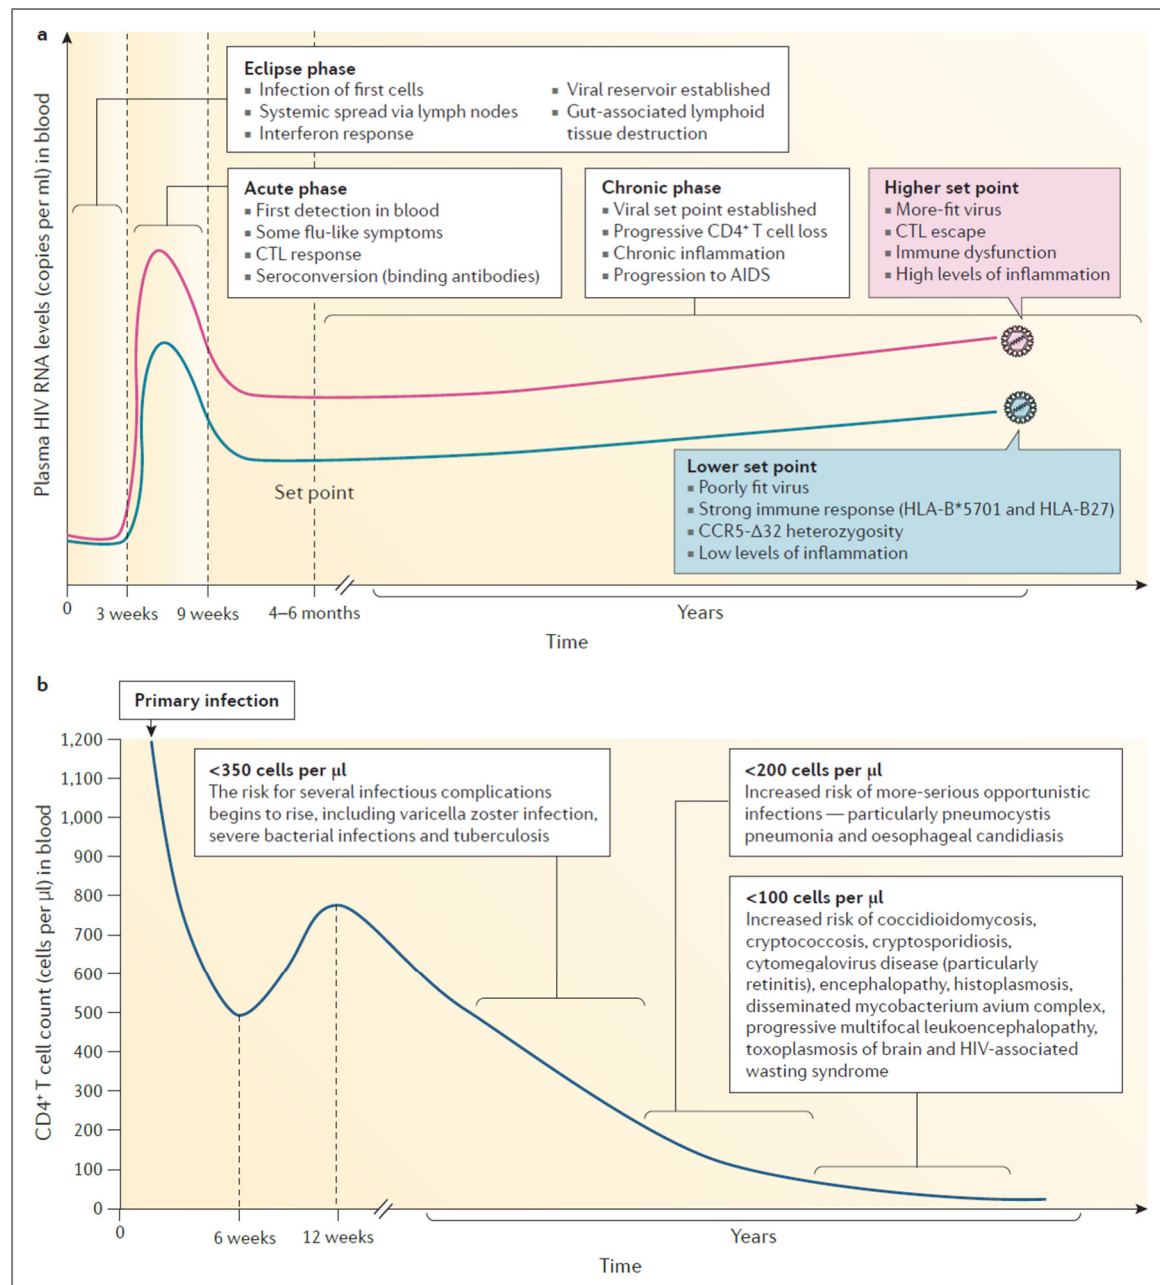 a
Plasma HIV RNA levels (copies per ml) in blood
Eclipse phase
▪ Infection of first cells
▪ Systemic spread via lymph nodes
▪ Interferon response
▪ Viral reservoir established
▪ Gut-associated lymphoid
tissue destruction
Acute phase
▪ First detection in blood
▪ Some flu-like symptoms
▪ CTL response
▪ Seroconversion (binding antibodies)
Chronic phase
▪ Viral set point established
▪ Progressive CD4⁺ T cell loss
▪ Chronic inflammation
▪ Progression to AIDS
Higher set point
▪ More-fit virus
▪ CTL escape
▪ Immune dysfunction
▪ High levels of inflammation
Set point
Lower set point
▪ Poorly fit virus
▪ Strong immune response (HLA-B*5701 and HLA-B27)
▪ CCR5-Δ32 heterozygosity
▪ Low levels of inflammation
0
3 weeks
9 weeks
4–6 months
Years
Time
b
Primary infection
CD4⁺ T cell count (cells per μl) in blood
1,200
1,100
1,000
900
800
700
600
500
400
300
200
100
0
<350 cells per μl
The risk for several infectious complications
begins to rise, including varicella zoster infection,
severe bacterial infections and tuberculosis
<200 cells per μl
Increased risk of more-serious opportunistic
infections — particularly pneumocystis
pneumonia and oesophageal candidiasis
<100 cells per μl
Increased risk of coccidioidomycosis,
cryptococcosis, cryptosporidiosis,
cytomegalovirus disease (particularly
retinitis), encephalopathy, histoplasmosis,
disseminated mycobacterium avium complex,
progressive multifocal leukoencephalopathy,
toxoplasmosis of brain and HIV-associated
wasting syndrome
0
6 weeks
12 weeks
Years
Time